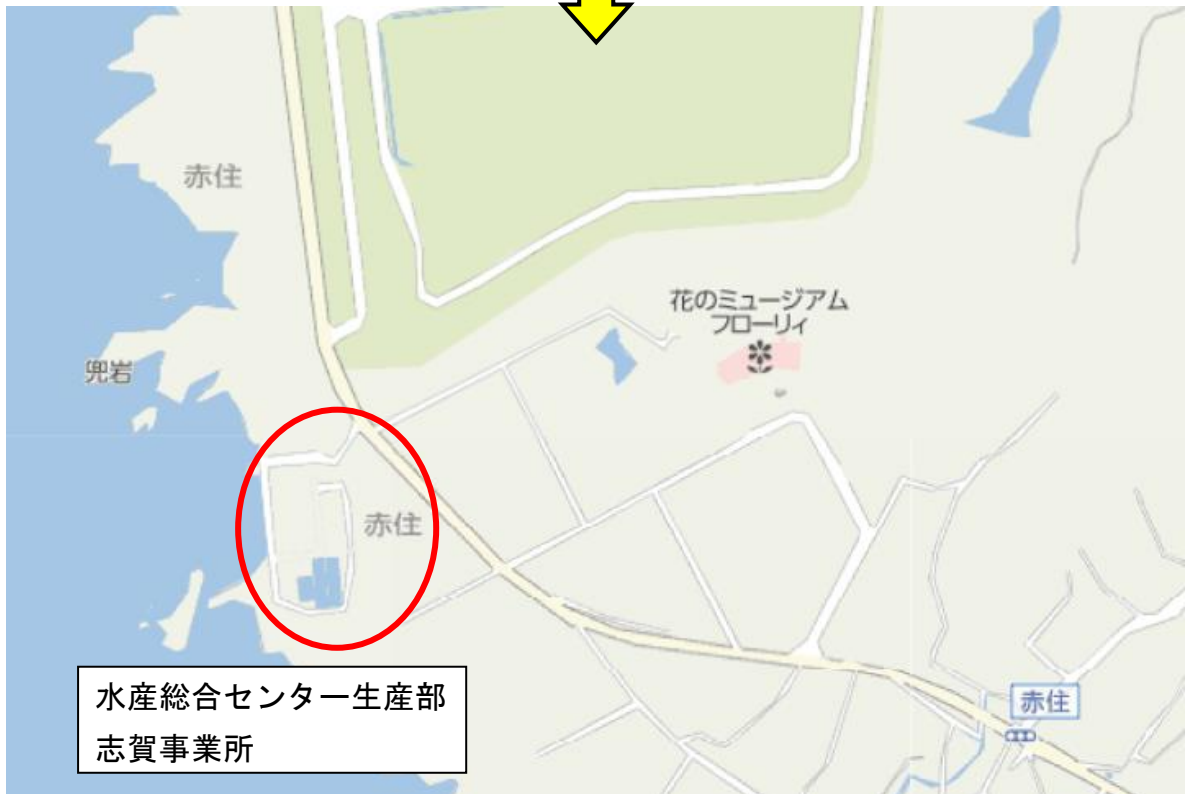 赤住
花のミュージアム
フローリィ
兜岩
赤住
水産総合センター生産部
志賀事業所
赤住